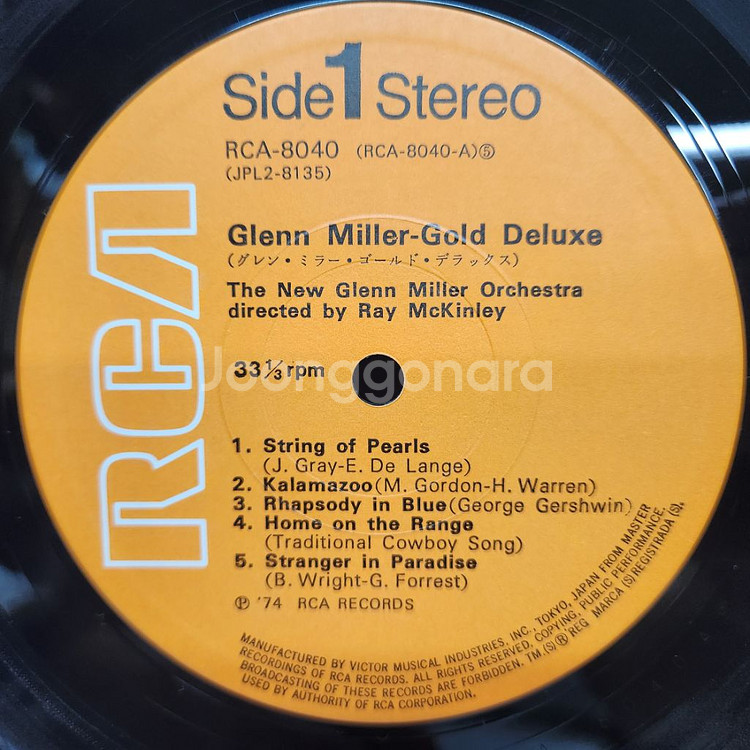 Side 1 Stereo
RCA-8040 (RCA-8040-A)⑤
(JPL2-8135)
RCA
Glenn Miller-Gold Deluxe
(グレン・ミラー・ゴールド・デラックス)
The New Glenn Miller Orchestra
directed by Ray McKinley
33⅓rpm
Joonggonara
1. String of Pearls
(J. Gray-E. De Lange)
2. Kalamazoo(M. Gordon-H. Warren)
3. Rhapsody in Blue(George Gershwin)
4. Home on the Range
(Traditional Cowboy Song)
5. Stranger in Paradise
(B. Wright-G. Forrest)
Ⓟ '74 RCA RECORDS
MANUFACTURED BY VICTOR MUSICAL INDUSTRIES, INC. TOKYO, JAPAN FROM MASTER
RECORDINGS OF RCA RECORDS. ALL RIGHTS RESERVED, COPYING, PUBLIC PERFORMANCE,
BROADCASTING OF THESE RECORDS ARE FORBIDDEN. TM(S)® REG MARCA(S)REGISTRADA(S),
USED BY AUTHORITY OF RCA CORPORATION.